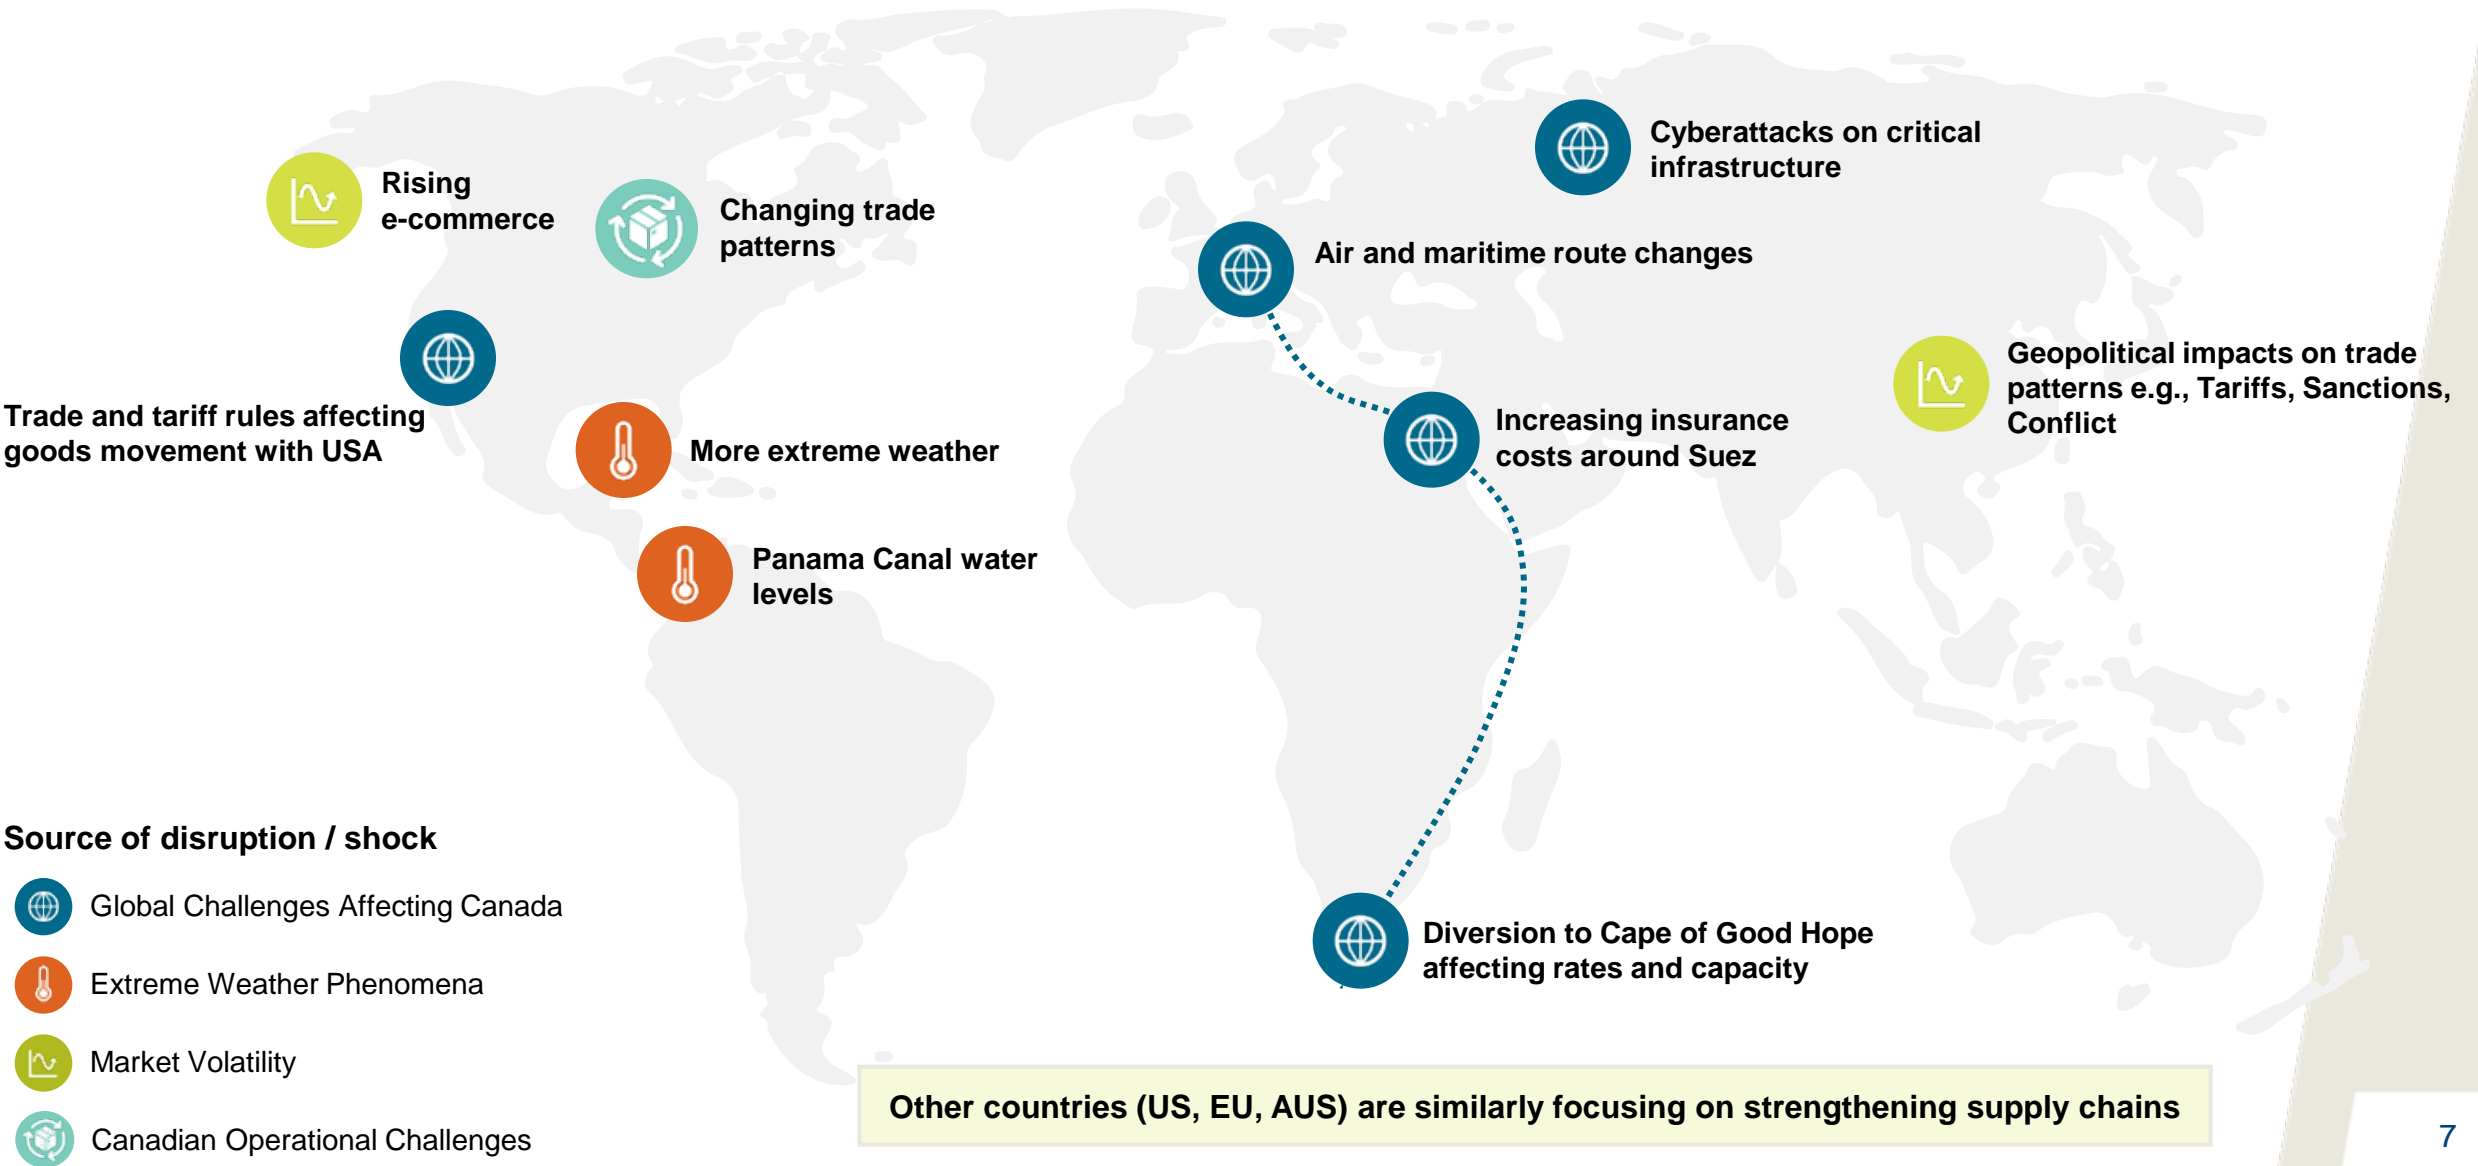 Cyberattacks on critical
infrastructure
Rising
e-commerce
Changing trade
patterns
Air and maritime route changes
Geopolitical impacts on trade
patterns e.g., Tariffs, Sanctions,
Conflict
Trade and tariff rules affecting
goods movement with USA
More extreme weather
Increasing insurance
costs around Suez
Panama Canal water
levels
Diversion to Cape of Good Hope
affecting rates and capacity
Source of disruption / shock
Global Challenges Affecting Canada
Extreme Weather Phenomena
Market Volatility
Canadian Operational Challenges
Other countries (US, EU, AUS) are similarly focusing on strengthening supply chains
7